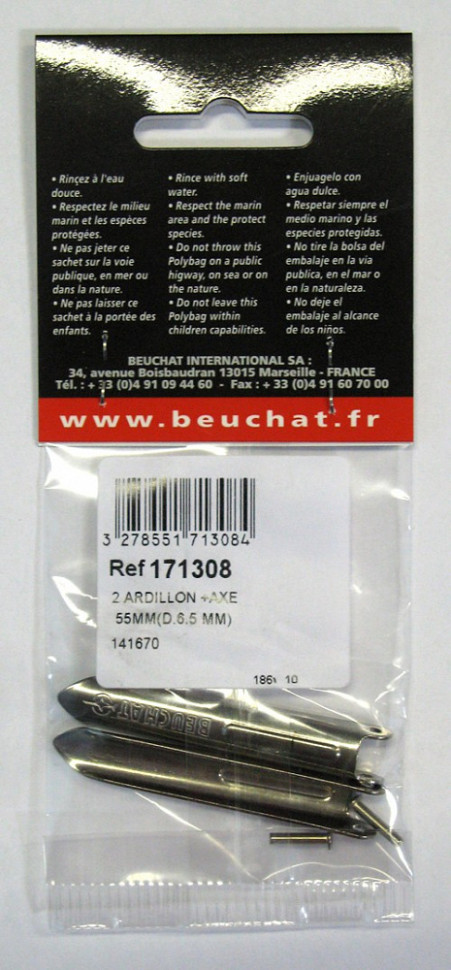 • Rinçez à l'eau
douce.
• Respectez le milieu
marin et les espèces
protégées.
• Ne pas jeter ce
sachet sur la voie
publique, en mer ou
dans la nature.
• Ne pas laisser ce
sachet à la portée des
enfants.
• Rince with soft
water.
• Respect the marin
area and the protect
species.
• Do not throw this
Polybag on a public
higway, on sea or on
the nature.
• Do not leave this
Polybag within
children capabilities.
• Enjuagelo con
agua dulce.
• Respetar siempre el
medio marino y las
especies protegidas.
• No tire la bolsa del
embalaje en la via
publica, en el mar o
en la naturaleza.
• No deje el
embalaje al alcance
de los niños.
BEUCHAT INTERNATIONAL SA :
34, avenue Boisbaudran 13015 Marseille - FRANCE
Tél. : + 33 (0)4 91 09 44 60 - Fax : + 33 (0)4 91 60 70 00
www.beuchat.fr
3 278551 713084
Ref 171308
2 ARDILLON +AXE
55MM(D.6.5 MM)
141670
10
BEUCHAT